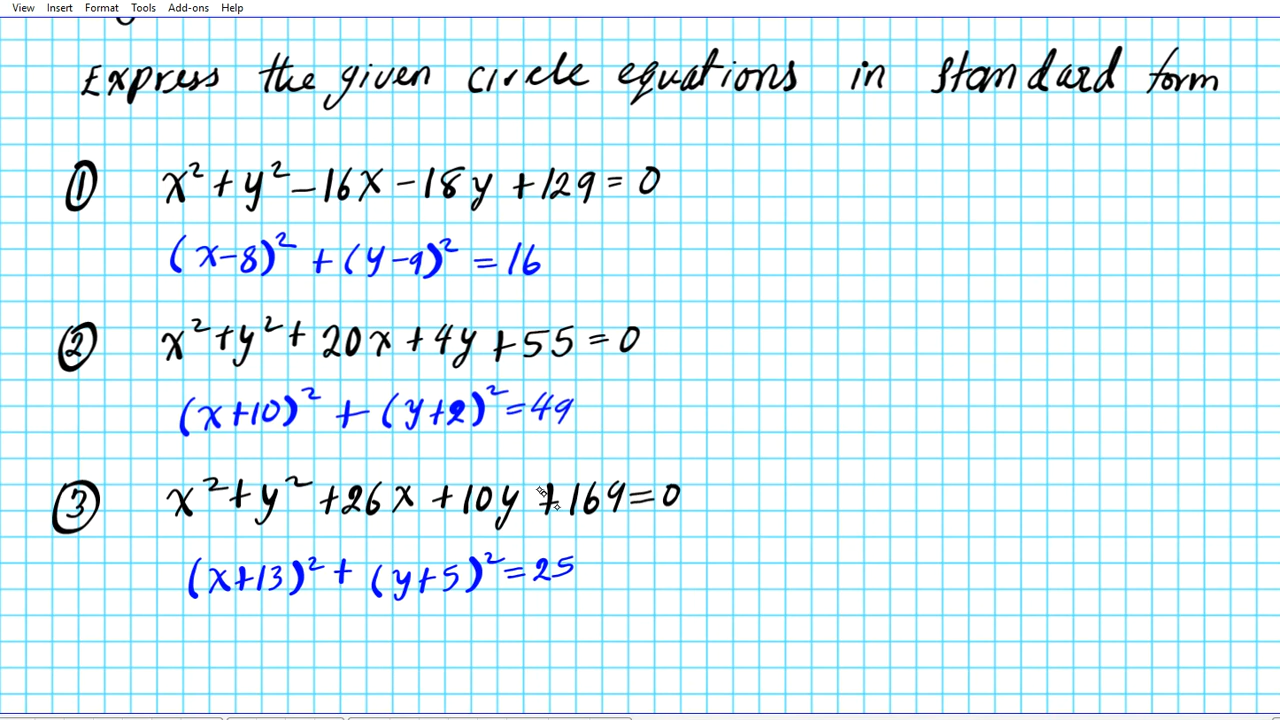 View Insert Format Tools Add-ons Help
Express the given circle equations in standard form
① x² + y² – 16x – 18y + 129 = 0
(x–8)² + (y–9)² = 16
② x² + y² + 20x + 4y + 55 = 0
(x+10)² + (y+2)² = 49
③ x² + y² + 26x + 10y + 169 = 0
(x+13)² + (y+5)² = 25